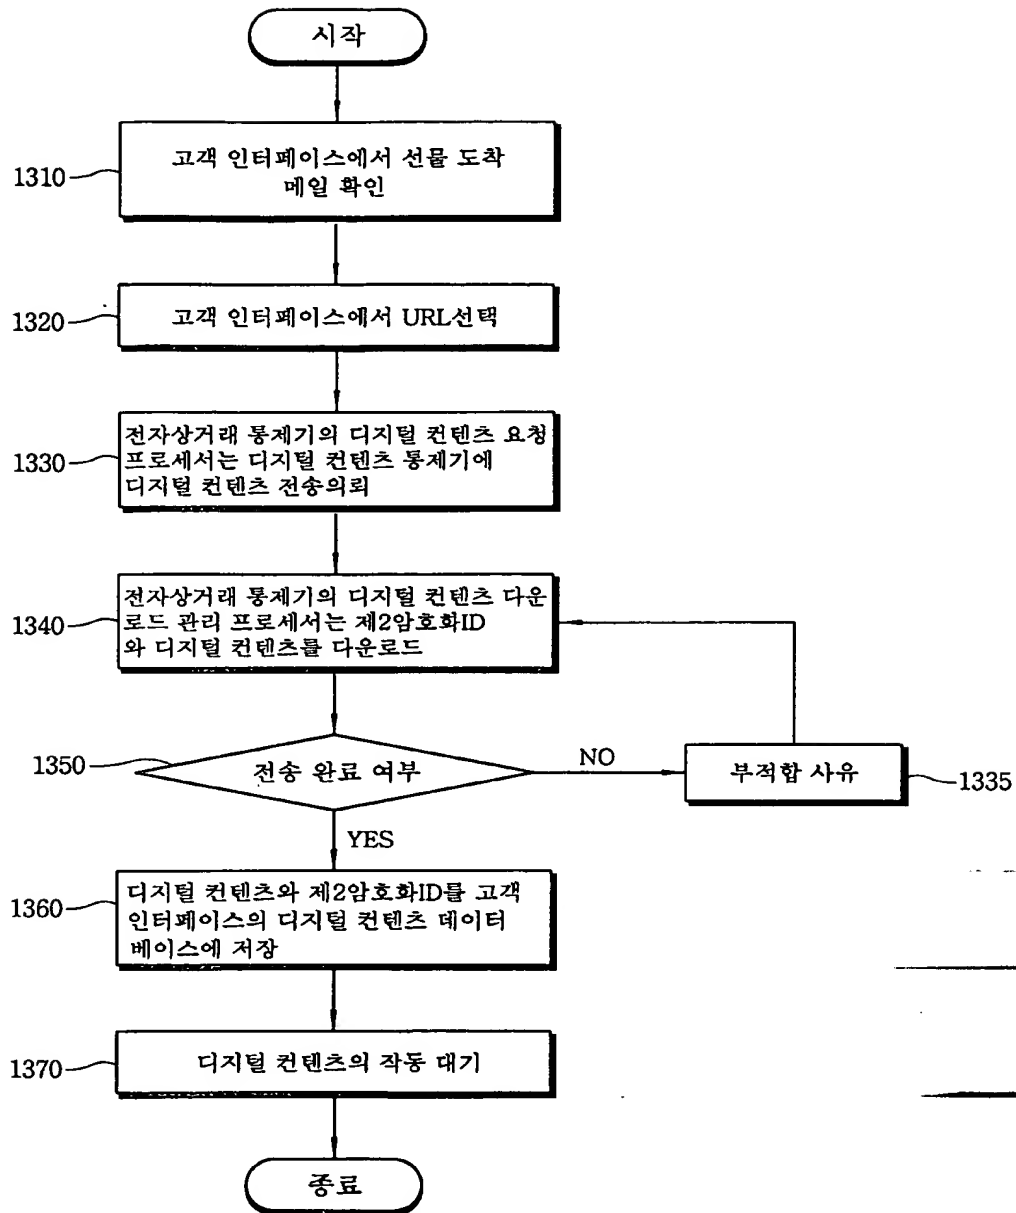 시작
1310
고객 인터페이스에서 선물 도착
메일 확인
1320
고객 인터페이스에서 URL선택
1330
전자상거래 통제기의 디지털 컨텐츠 요청
프로세서는 디지털 컨텐츠 통제기에
디지털 컨텐츠 전송의뢰
1340
전자상거래 통제기의 디지털 컨텐츠 다운
로드 관리 프로세서는 제2암호화ID
와 디지털 컨텐츠를 다운로드
1350
전송 완료 여부
NO
부적합 사유
1335
YES
1360
디지털 컨텐츠와 제2암호화ID를 고객
인터페이스의 디지털 컨텐츠 데이터
베이스에 저장
1370
디지털 컨텐츠의 작동 대기
종료